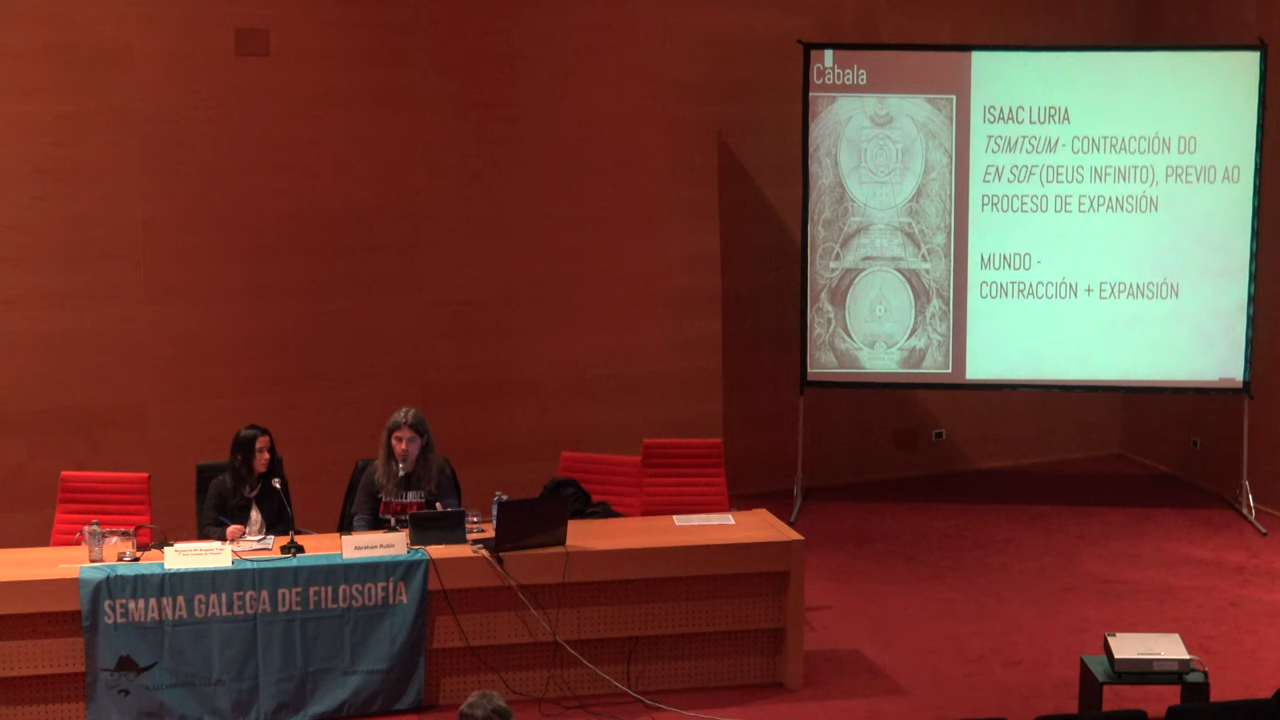 Cabala
ISAAC LURIA
TSIMTSUM - CONTRACCIÓN DO
EN SOF (DEUS INFINITO), PREVIO AO
PROCESO DE EXPANSIÓN
MUNDO -
CONTRACCIÓN + EXPANSIÓN
Abraham Rubín
SEMANA GALEGA DE FILOSOFÍA